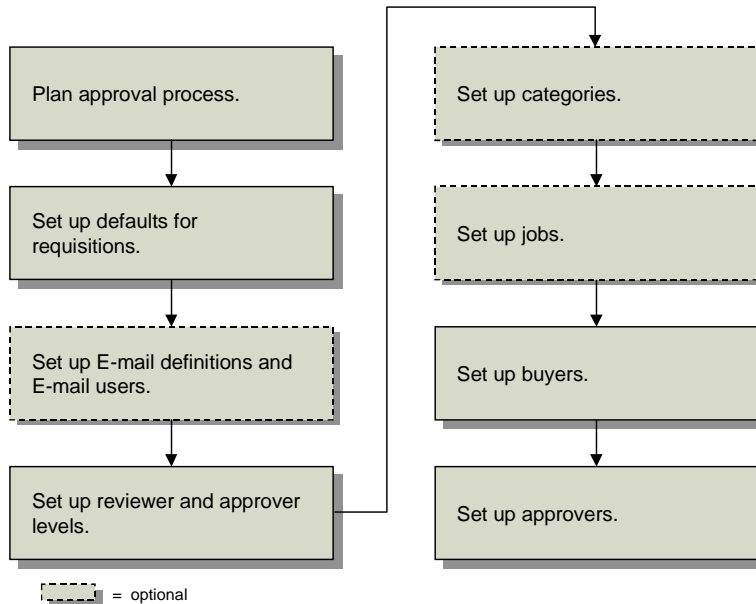 Plan approval process.
Set up defaults for
requisitions.
Set up E-mail definitions and
E-mail users.
Set up reviewer and approver
levels.
Set up categories.
Set up jobs.
Set up buyers.
Set up approvers.
= optional